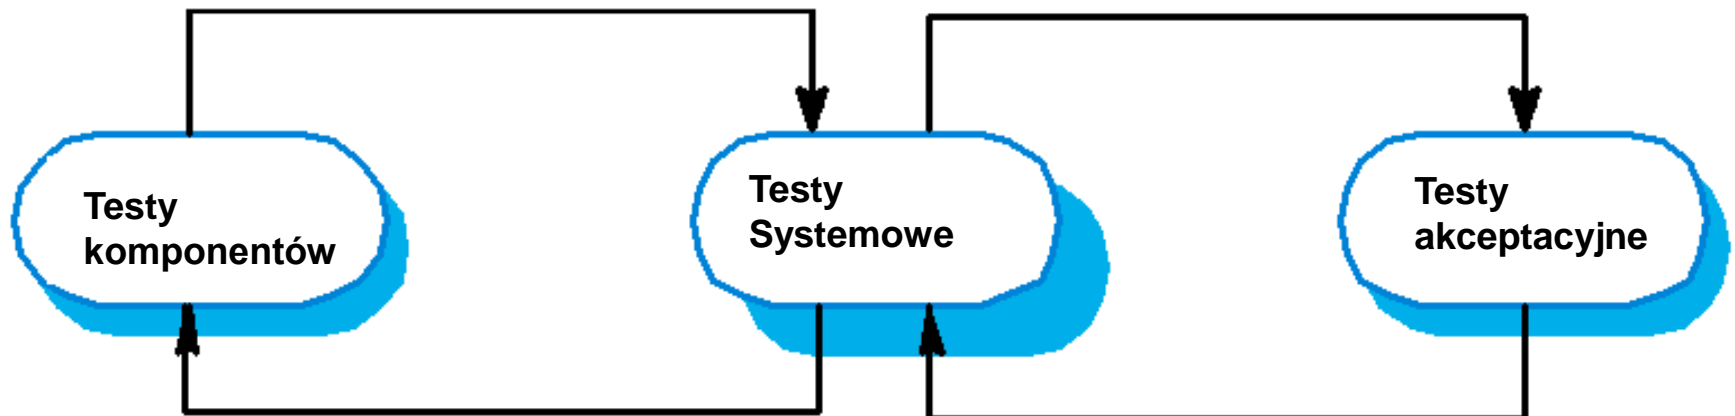 Testy
komponentów
Testy
Systemowe
Testy
akceptacyjne